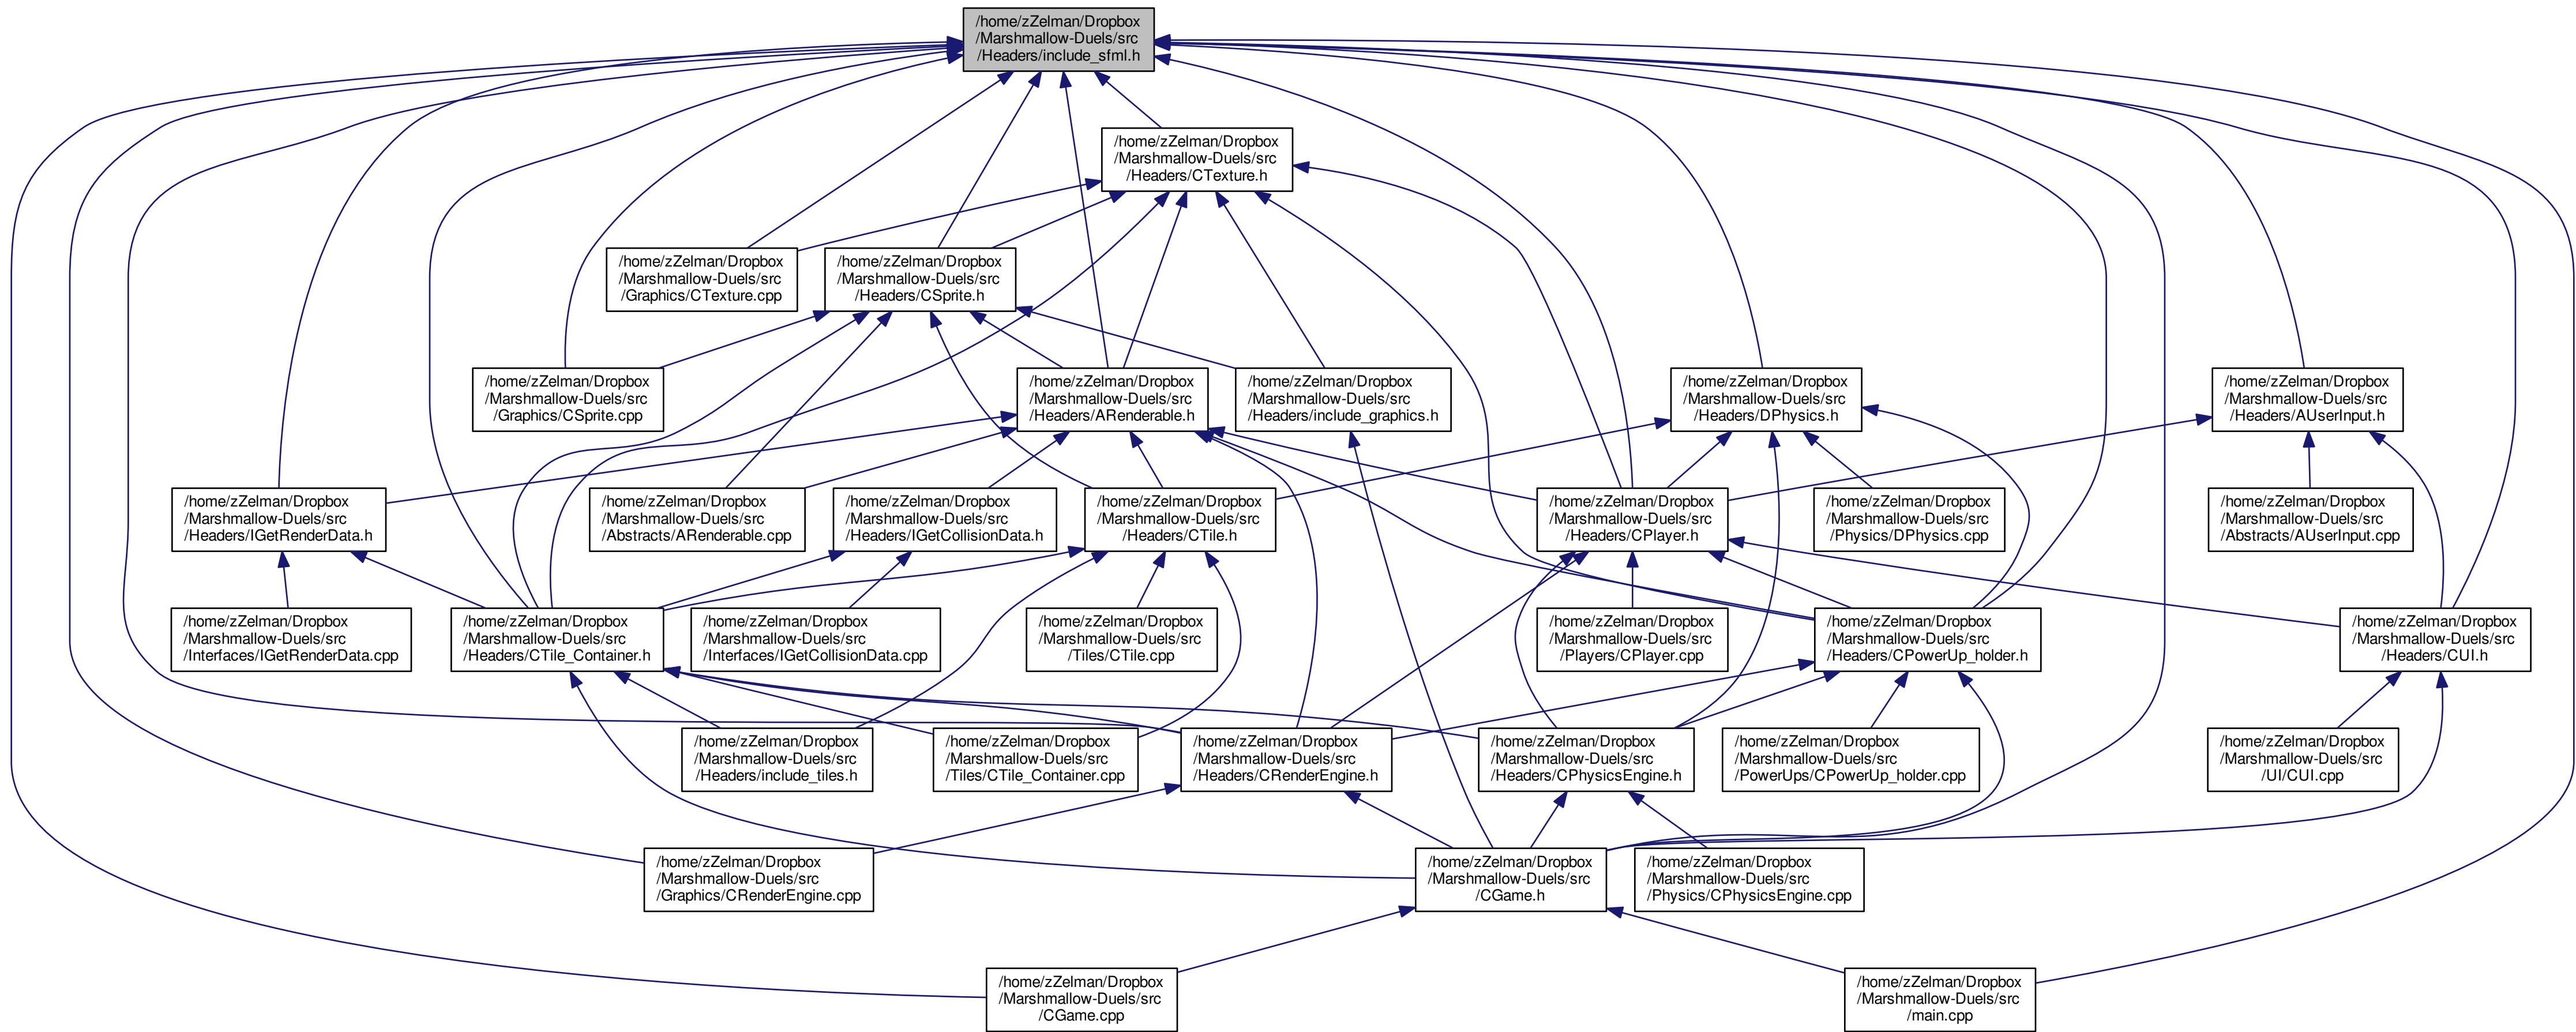 /home/zZelman/Dropbox
/Marshmallow-Duels/src
/Headers/include_sfml.h
/home/zZelman/Dropbox
/Marshmallow-Duels/src
/Headers/CTexture.h
/home/zZelman/Dropbox
/Marshmallow-Duels/src
/Graphics/CTexture.cpp
/home/zZelman/Dropbox
/Marshmallow-Duels/src
/Headers/CSprite.h
/home/zZelman/Dropbox
/Marshmallow-Duels/src
/Graphics/CSprite.cpp
/home/zZelman/Dropbox
/Marshmallow-Duels/src
/Headers/ARenderable.h
/home/zZelman/Dropbox
/Marshmallow-Duels/src
/Headers/include_graphics.h
/home/zZelman/Dropbox
/Marshmallow-Duels/src
/Headers/DPhysics.h
/home/zZelman/Dropbox
/Marshmallow-Duels/src
/Headers/AUserInput.h
/home/zZelman/Dropbox
/Marshmallow-Duels/src
/Headers/IGetRenderData.h
/home/zZelman/Dropbox
/Marshmallow-Duels/src
/Abstracts/ARenderable.cpp
/home/zZelman/Dropbox
/Marshmallow-Duels/src
/Headers/IGetCollisionData.h
/home/zZelman/Dropbox
/Marshmallow-Duels/src
/Headers/CTile.h
/home/zZelman/Dropbox
/Marshmallow-Duels/src
/Headers/CPlayer.h
/home/zZelman/Dropbox
/Marshmallow-Duels/src
/Physics/DPhysics.cpp
/home/zZelman/Dropbox
/Marshmallow-Duels/src
/Abstracts/AUserInput.cpp
/home/zZelman/Dropbox
/Marshmallow-Duels/src
/Interfaces/IGetRenderData.cpp
/home/zZelman/Dropbox
/Marshmallow-Duels/src
/Headers/CTile_Container.h
/home/zZelman/Dropbox
/Marshmallow-Duels/src
/Interfaces/IGetCollisionData.cpp
/home/zZelman/Dropbox
/Marshmallow-Duels/src
/Tiles/CTile.cpp
/home/zZelman/Dropbox
/Marshmallow-Duels/src
/Players/CPlayer.cpp
/home/zZelman/Dropbox
/Marshmallow-Duels/src
/Headers/CPowerUp_holder.h
/home/zZelman/Dropbox
/Marshmallow-Duels/src
/Headers/CUI.h
/home/zZelman/Dropbox
/Marshmallow-Duels/src
/Headers/include_tiles.h
/home/zZelman/Dropbox
/Marshmallow-Duels/src
/Tiles/CTile_Container.cpp
/home/zZelman/Dropbox
/Marshmallow-Duels/src
/Headers/CRenderEngine.h
/home/zZelman/Dropbox
/Marshmallow-Duels/src
/Headers/CPhysicsEngine.h
/home/zZelman/Dropbox
/Marshmallow-Duels/src
/PowerUps/CPowerUp_holder.cpp
/home/zZelman/Dropbox
/Marshmallow-Duels/src
/UI/CUI.cpp
/home/zZelman/Dropbox
/Marshmallow-Duels/src
/Graphics/CRenderEngine.cpp
/home/zZelman/Dropbox
/Marshmallow-Duels/src
/CGame.h
/home/zZelman/Dropbox
/Marshmallow-Duels/src
/Physics/CPhysicsEngine.cpp
/home/zZelman/Dropbox
/Marshmallow-Duels/src
/CGame.cpp
/home/zZelman/Dropbox
/Marshmallow-Duels/src
/main.cpp